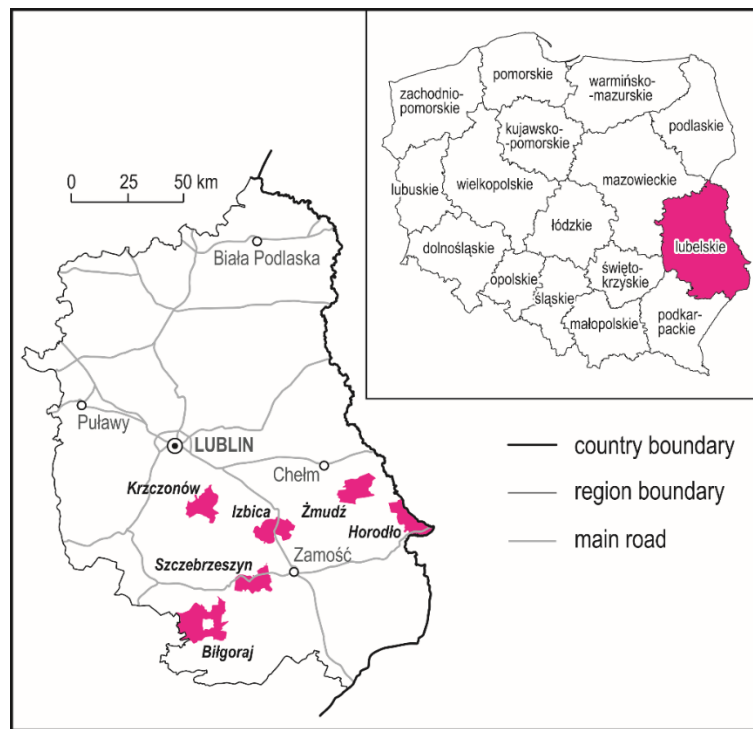 pomorskie
warmińsko-
-mazurskie
zachodnio-
pomorskie
podlaskie
kujawsko-
-pomorskie
mazowieckie
lubuskie
wielkopolskie
łódzkie
lubelskie
dolnośląskie
święto-
krzyskie
opolskie
śląskie
małopolskie
podkar-
packie
0 25 50 km
Biała Podlaska
Puławy
LUBLIN
Chełm
Krzczonów
Izbica
Żmudź
Horodło
Szczebrzeszyn
Zamość
Biłgoraj
country boundary
region boundary
main road